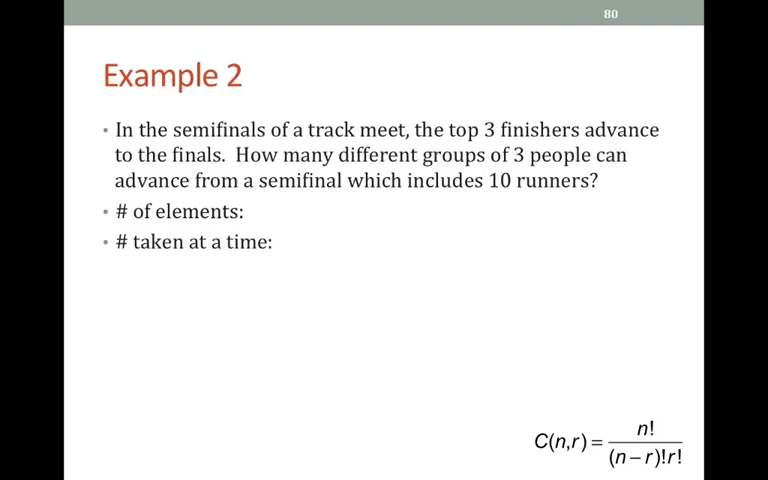 80
Example 2
• In the semifinals of a track meet, the top 3 finishers advance
to the finals.  How many different groups of 3 people can
advance from a semifinal which includes 10 runners?
• # of elements:
• # taken at a time:
C(n,r) = n! / (n – r)!r!